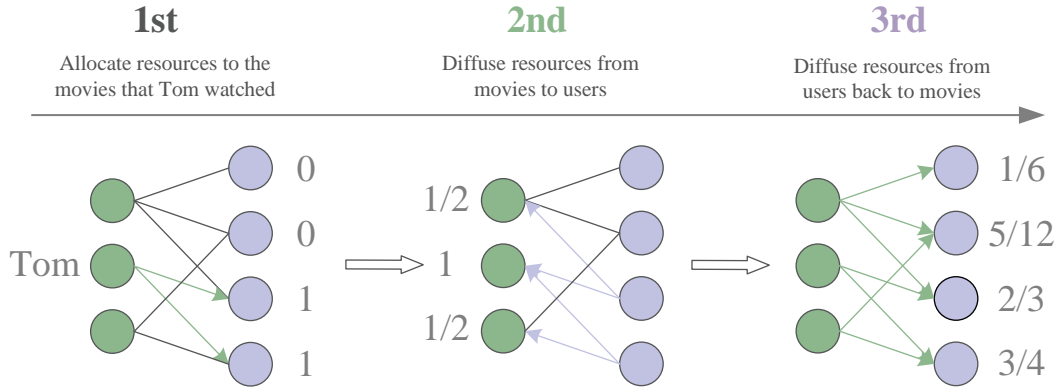 1st
2nd
3rd
Allocate resources to the
movies that Tom watched
Diffuse resources from
movies to users
Diffuse resources from
users back to movies
0
0
Tom
1
1
1/2
1
1/2
1/6
5/12
2/3
3/4